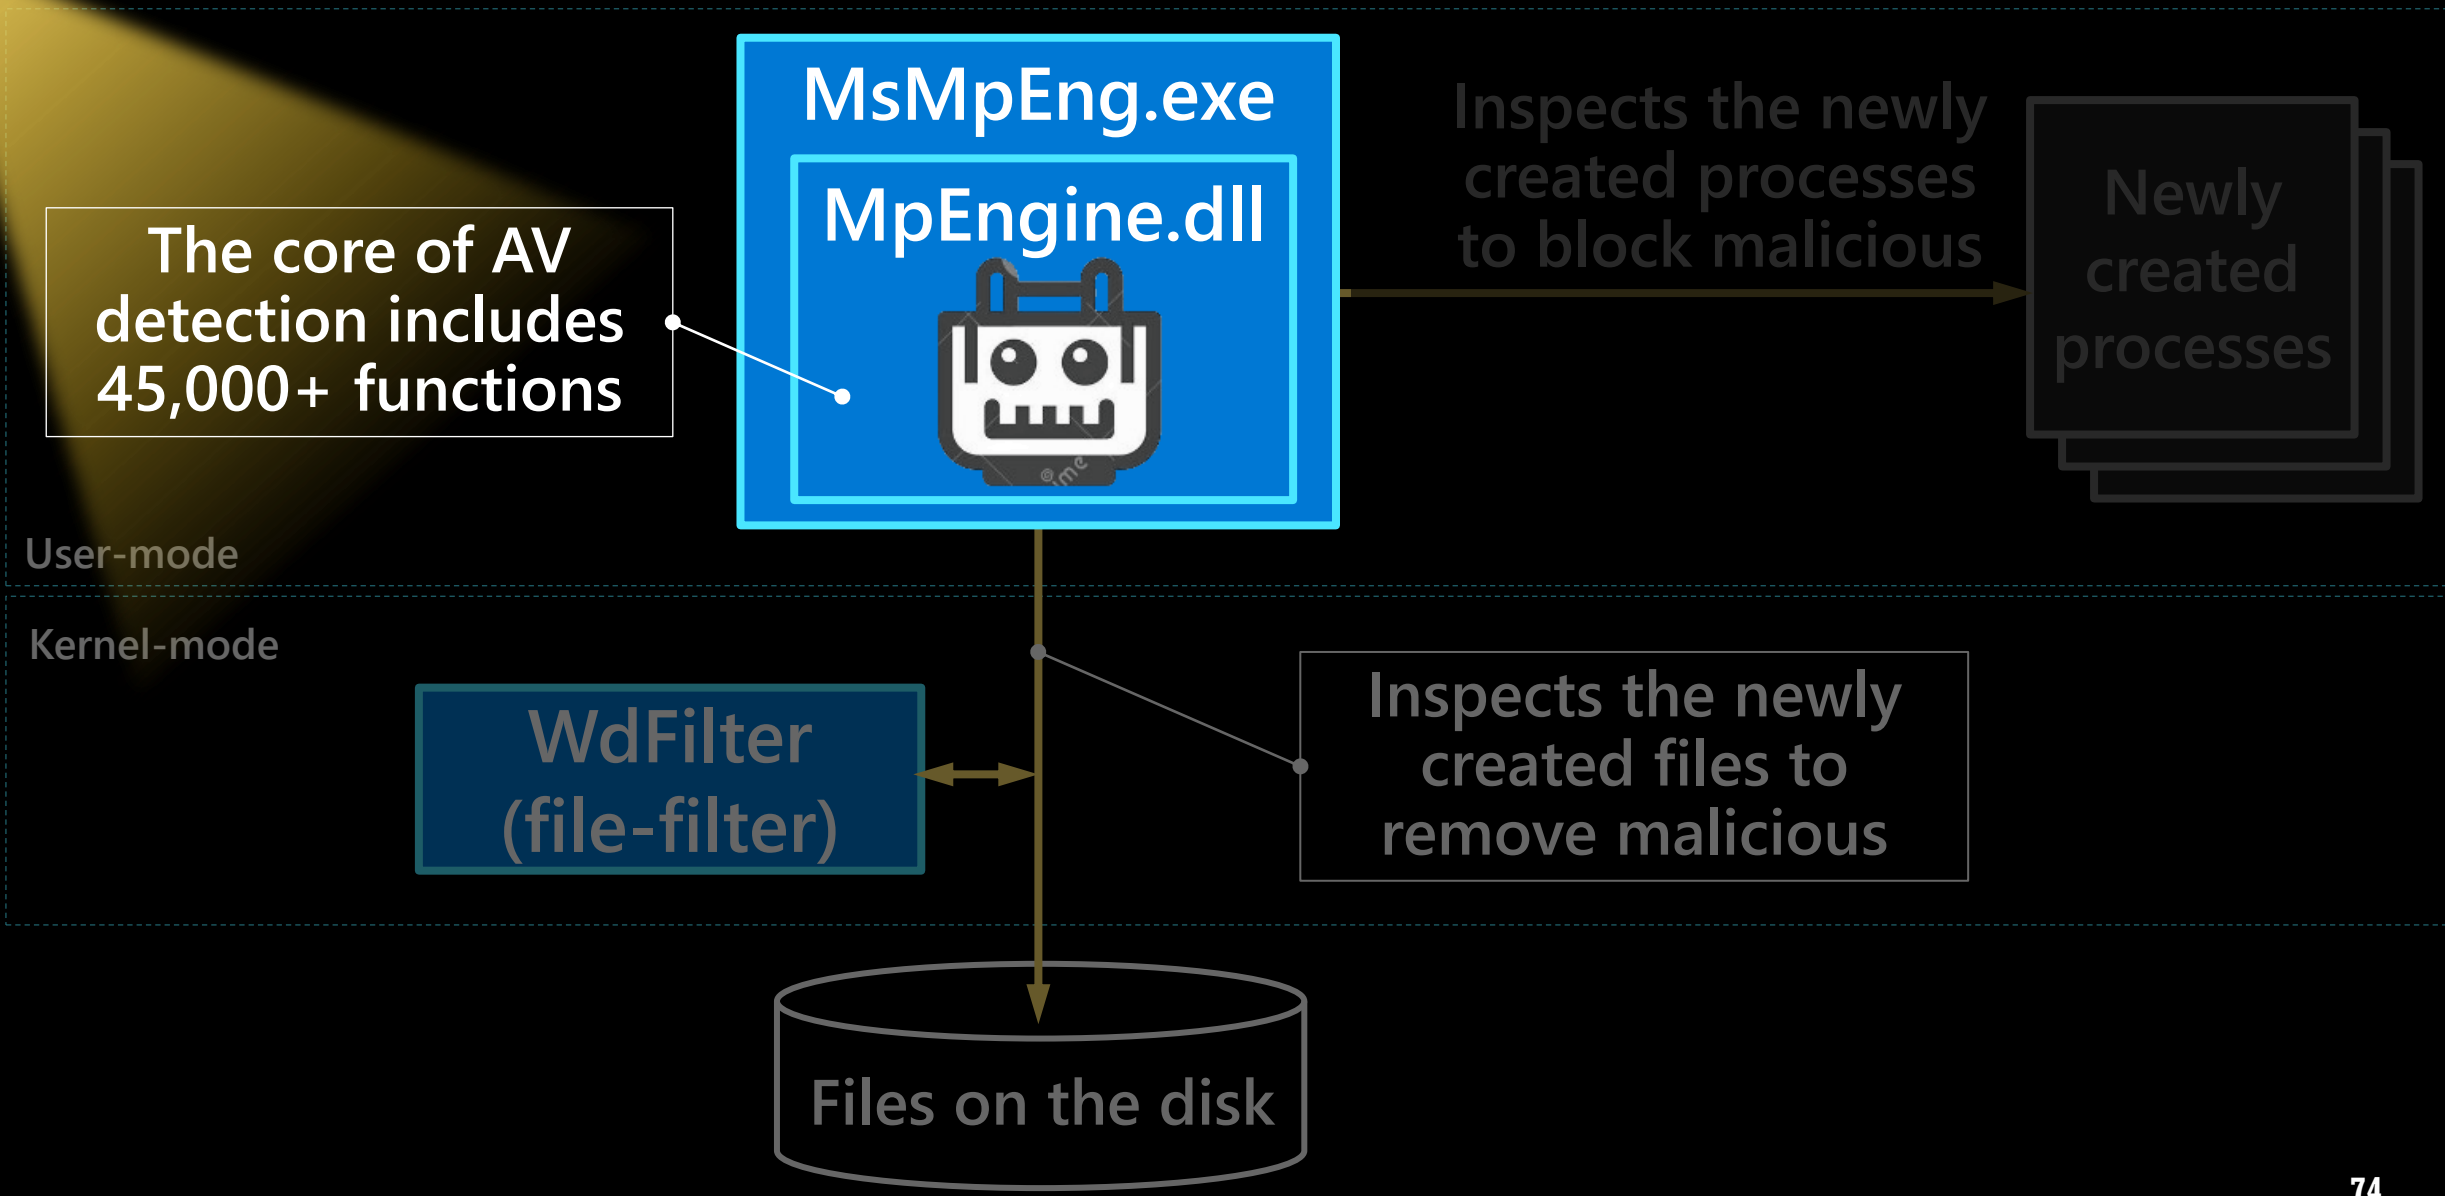 MsMpEng.exe
MpEngine.dll
The core of AV
detection includes
45,000+ functions
Inspects the newly
created processes
to block malicious
Newly
created
processes
User-mode
Kernel-mode
WdFilter
(file-filter)
Inspects the newly
created files to
remove malicious
Files on the disk
74